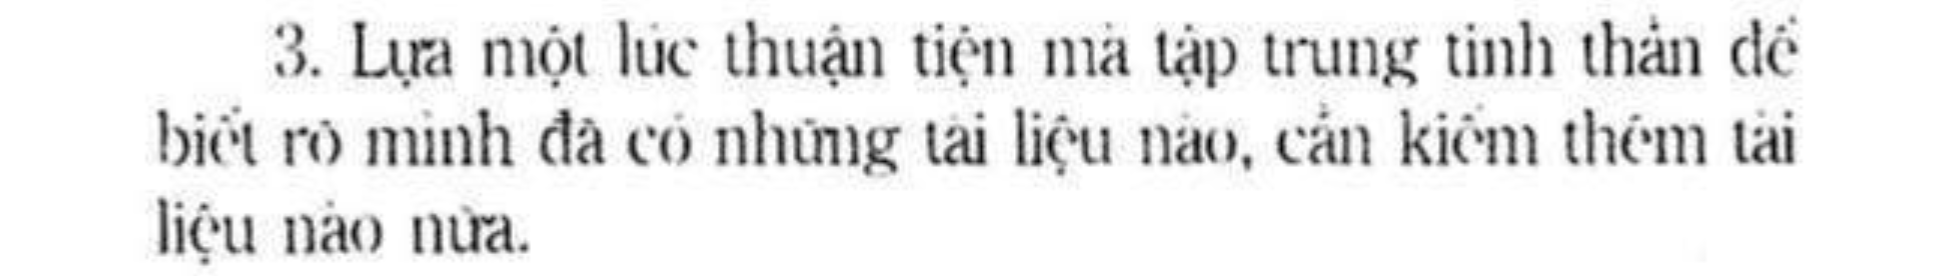 3. Lựa một lúc thuận tiện mà tập trung tinh thần để
biết rõ mình đã có những tài liệu nào, cần kiếm thêm tài
liệu nào nữa.